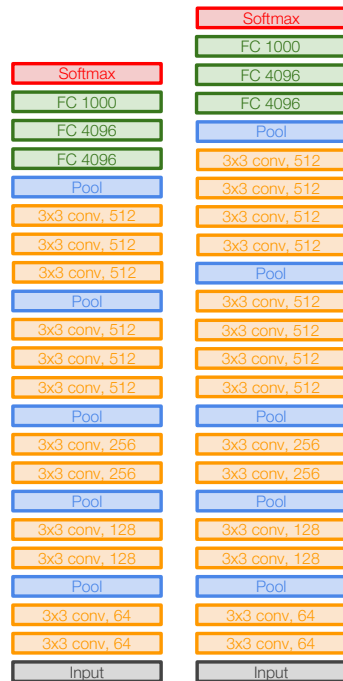 Softmax
FC 1000
FC 4096
FC 4096
Pool
3x3 conv, 512
3x3 conv, 512
3x3 conv, 512
Pool
3x3 conv, 512
3x3 conv, 512
3x3 conv, 512
Pool
3x3 conv, 256
3x3 conv, 256
Pool
3x3 conv, 128
3x3 conv, 128
Pool
3x3 conv, 64
3x3 conv, 64
Input
Softmax
FC 1000
FC 4096
FC 4096
Pool
3x3 conv, 512
3x3 conv, 512
3x3 conv, 512
3x3 conv, 512
Pool
3x3 conv, 512
3x3 conv, 512
3x3 conv, 512
3x3 conv, 512
Pool
3x3 conv, 256
3x3 conv, 256
Pool
3x3 conv, 128
3x3 conv, 128
Pool
3x3 conv, 64
3x3 conv, 64
Input